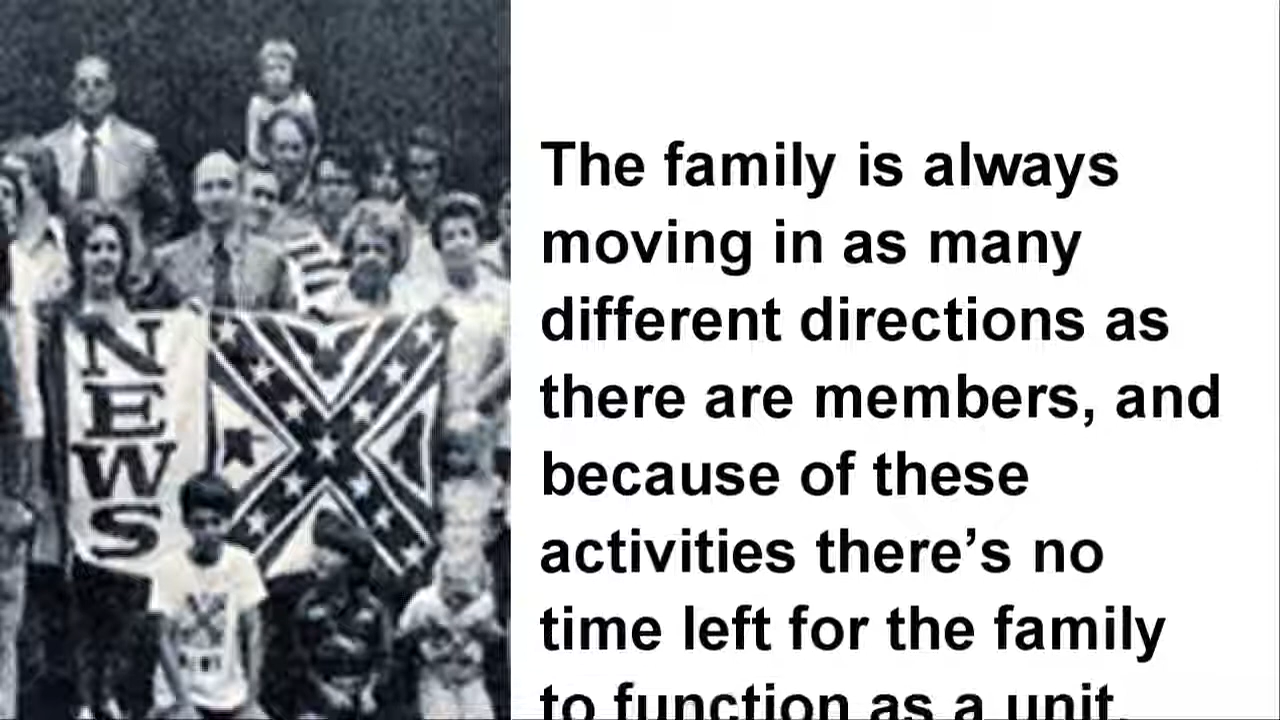 N
E
W
S
The family is always
moving in as many
different directions as
there are members, and
because of these
activities there’s no
time left for the family
to function as a unit.